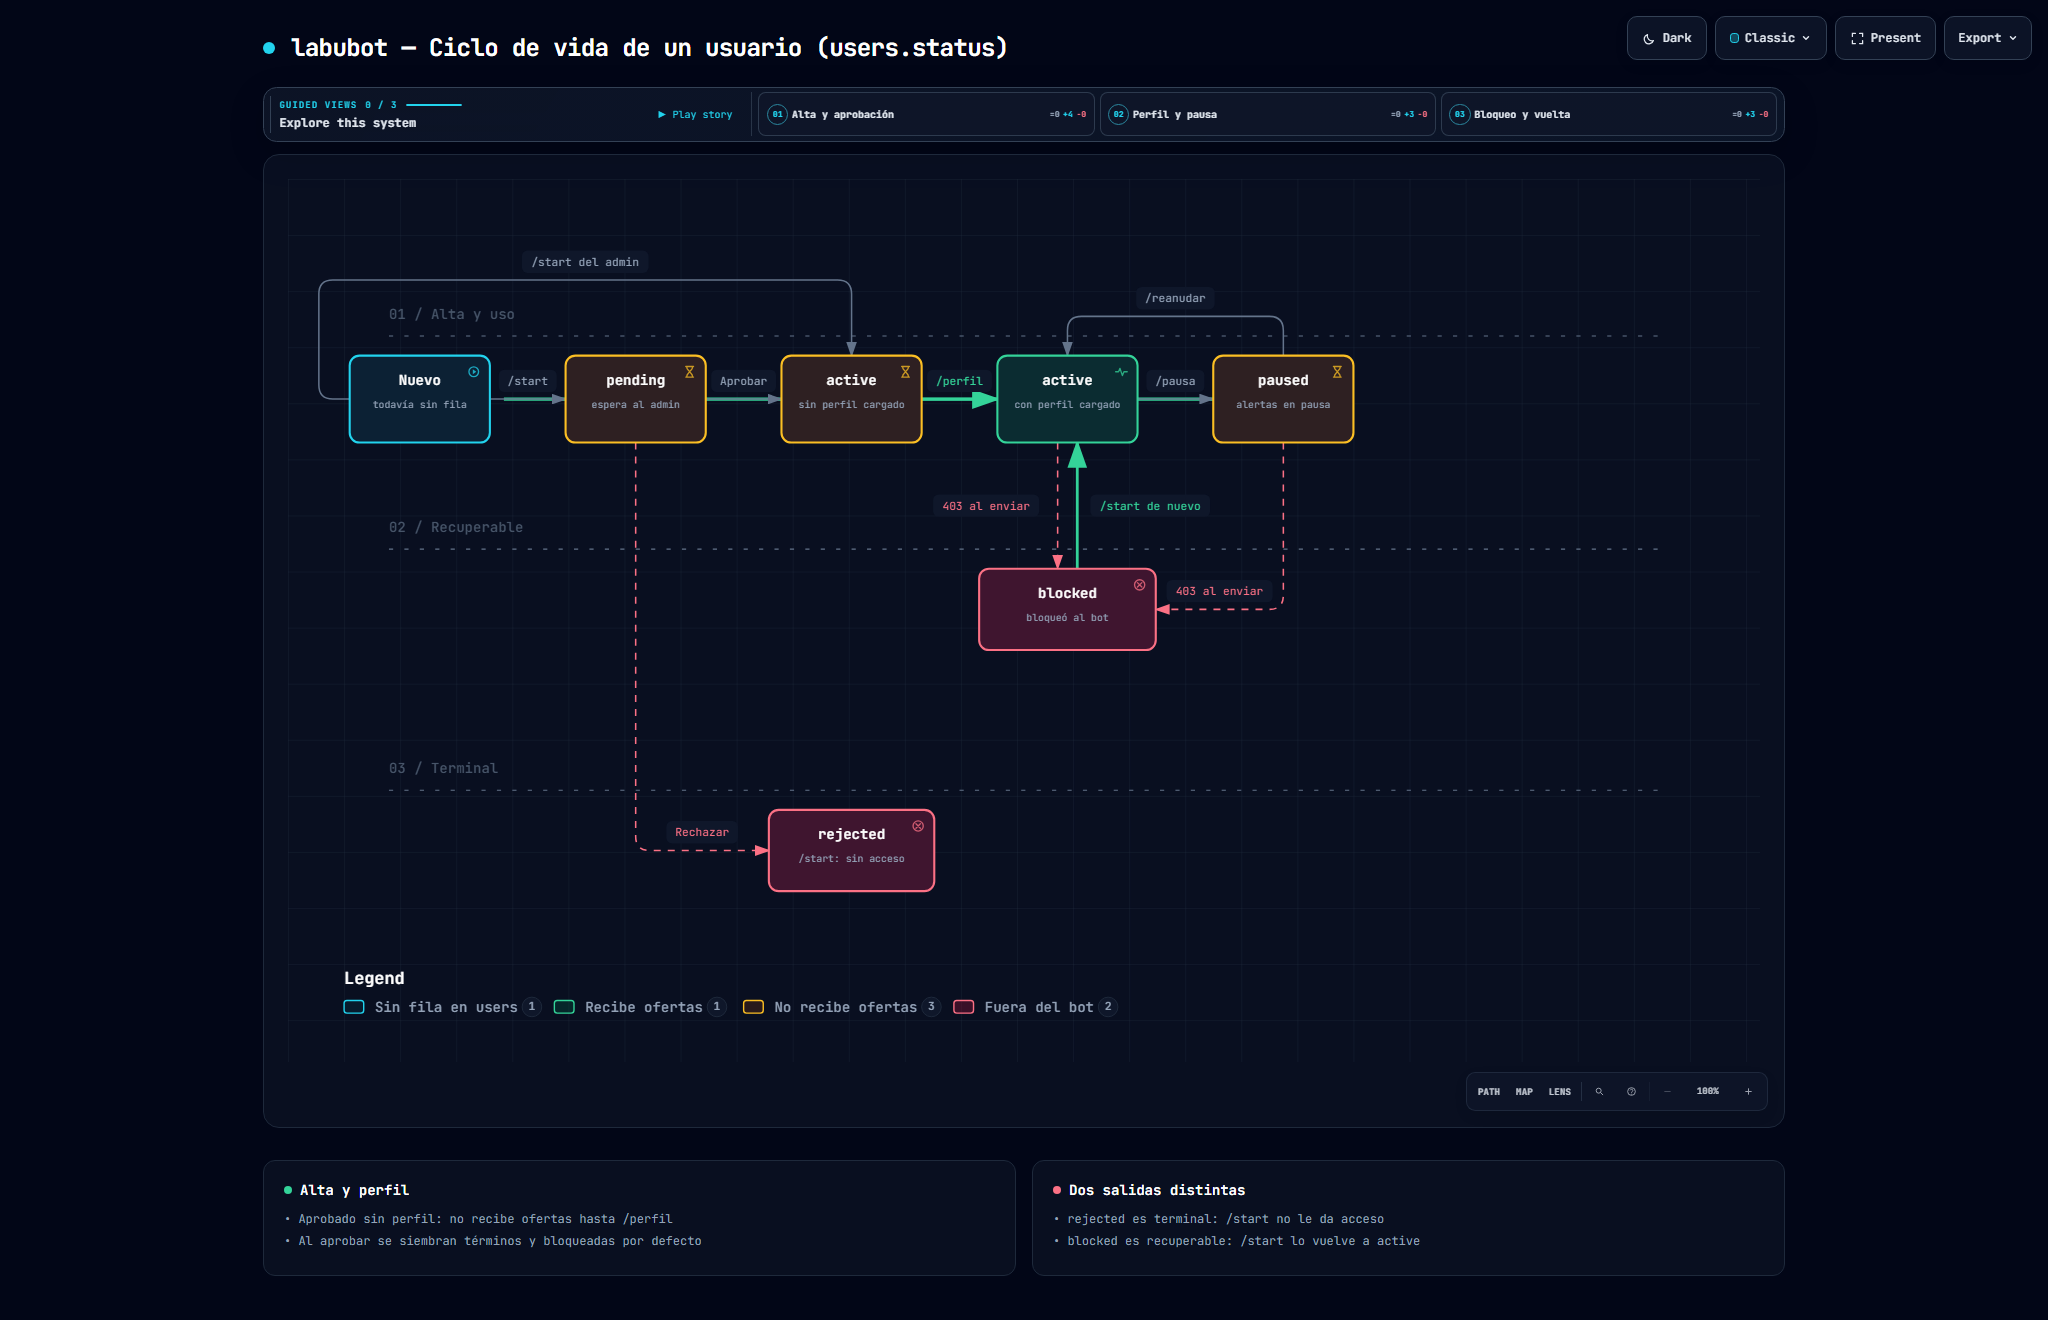 labubot — Ciclo de vida de un usuario (users.status)
Dark
Classic
Present
Export
GUIDED VIEWS 0 / 3
Explore this system
Play story
01 Alta y aprobación =0 +4 -0
02 Perfil y pausa =0 +3 -0
03 Bloqueo y vuelta =0 +3 -0
/start del admin
/reanudar
01 / Alta y uso
Nuevo
todavía sin fila
/start
pending
espera al admin
Aprobar
active
sin perfil cargado
/perfil
active
con perfil cargado
/pausa
paused
alertas en pausa
403 al enviar
/start de nuevo
02 / Recuperable
blocked
bloqueó al bot
403 al enviar
03 / Terminal
Rechazar
rejected
/start: sin acceso
Legend
Sin fila en users 1
Recibe ofertas 1
No recibe ofertas 3
Fuera del bot 2
PATH
MAP
LENS
100%
Alta y perfil
• Aprobado sin perfil: no recibe ofertas hasta /perfil
• Al aprobar se siembran términos y bloqueadas por defecto
Dos salidas distintas
• rejected es terminal: /start no le da acceso
• blocked es recuperable: /start lo vuelve a active